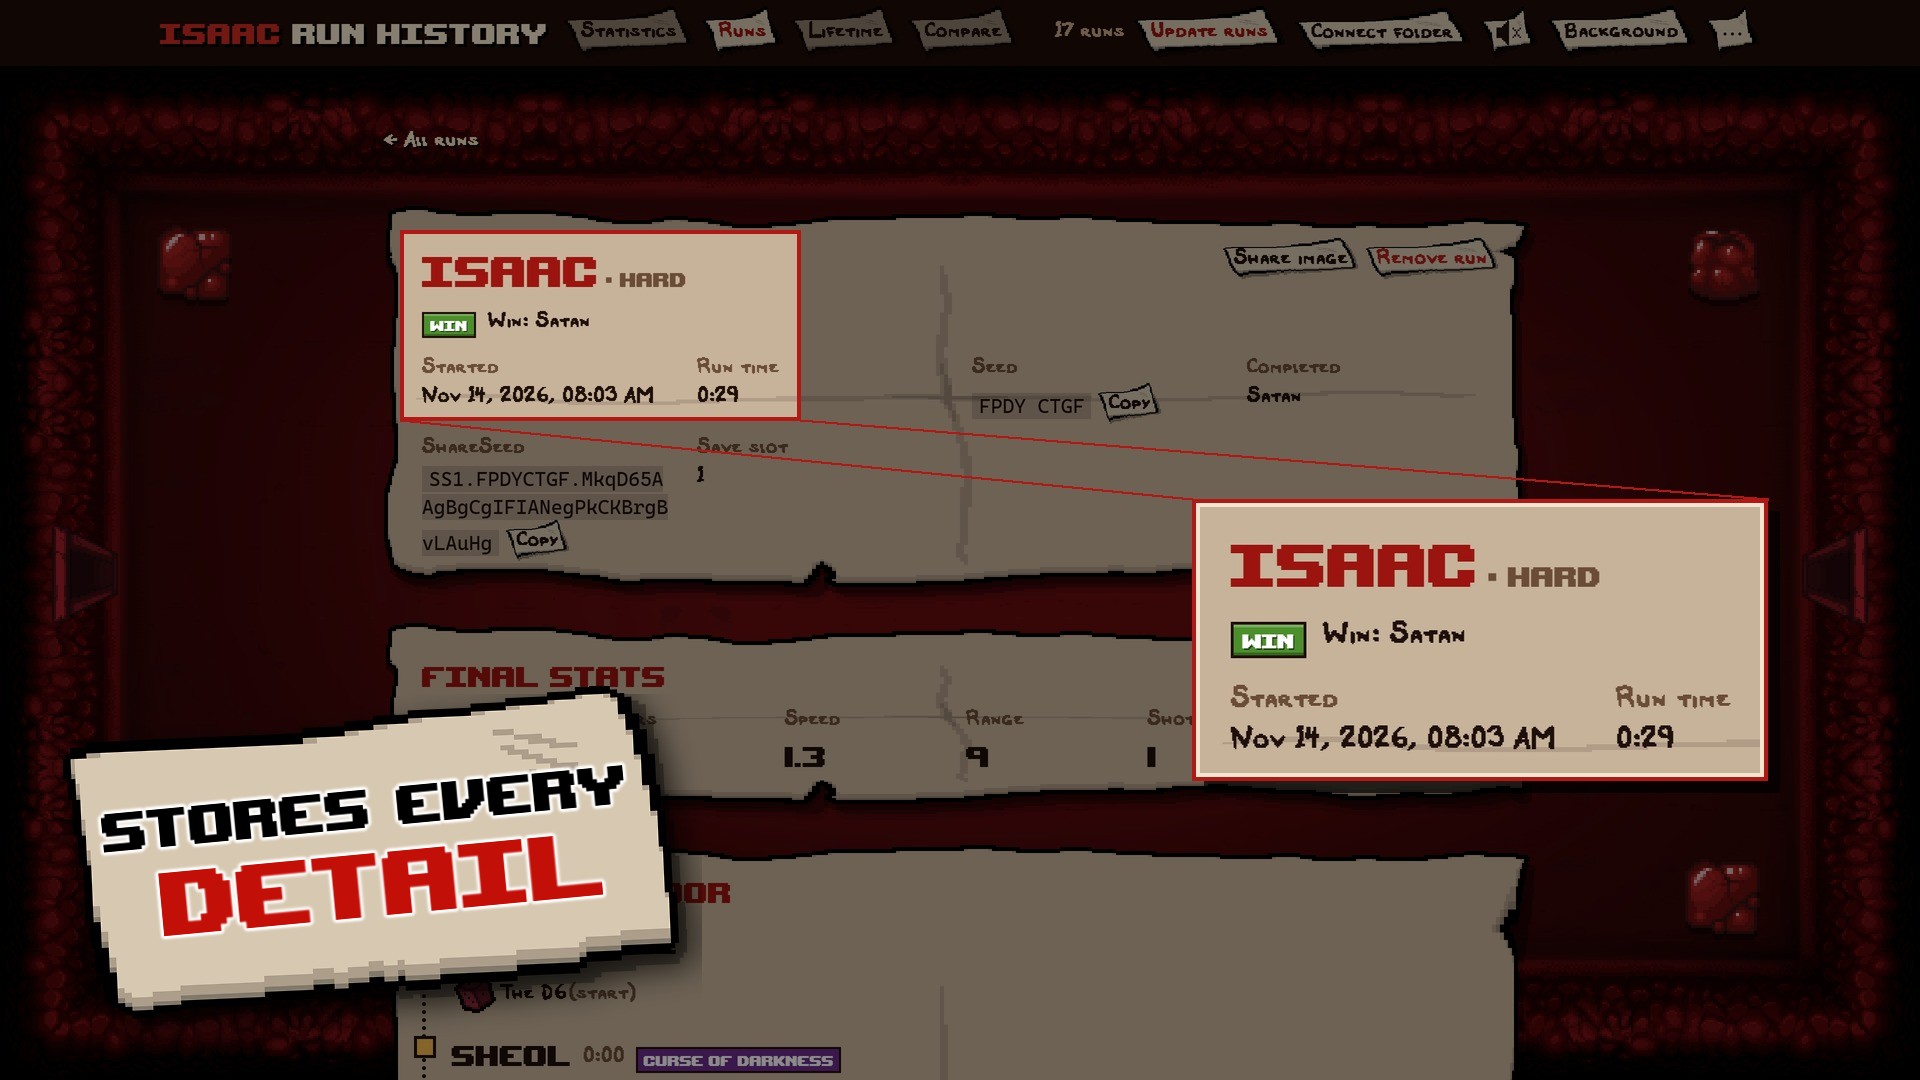 ISAAC RUN HISTORY Statistics Runs Lifetime Compare 17 runs Update runs Connect folder Background ...
← All runs
ISAAC · HARD Share image Remove run
WIN Win: Satan
Started Run time Seed Completed
Nov 14, 2026, 08:03 AM 0:29 FPDY CTGF Copy Satan
ShareSeed Save slot
SS1.FPDYCTGF.MkqD65A 1
AgBgCgIFIANegPkCKBrgB
vLAuHg Copy
ISAAC · HARD
WIN Win: Satan
Started Run time
Nov 14, 2026, 08:03 AM 0:29
FINAL STATS
Speed Range
1.3 9 1
STORES EVERY
DETAIL
The D6 (start)
SHEOL 0:00 CURSE OF DARKNESS